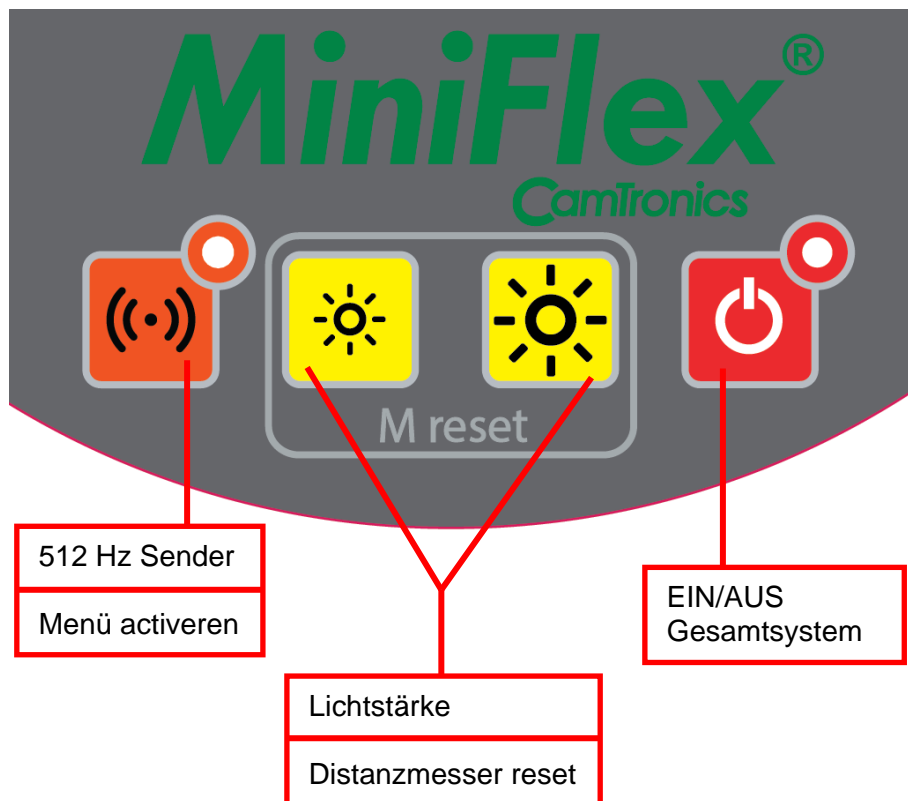 MiniFlex®
CamTronics
M reset
512 Hz Sender
Menü activeren
Lichtstärke
Distanzmesser reset
EIN/AUS
Gesamtsystem